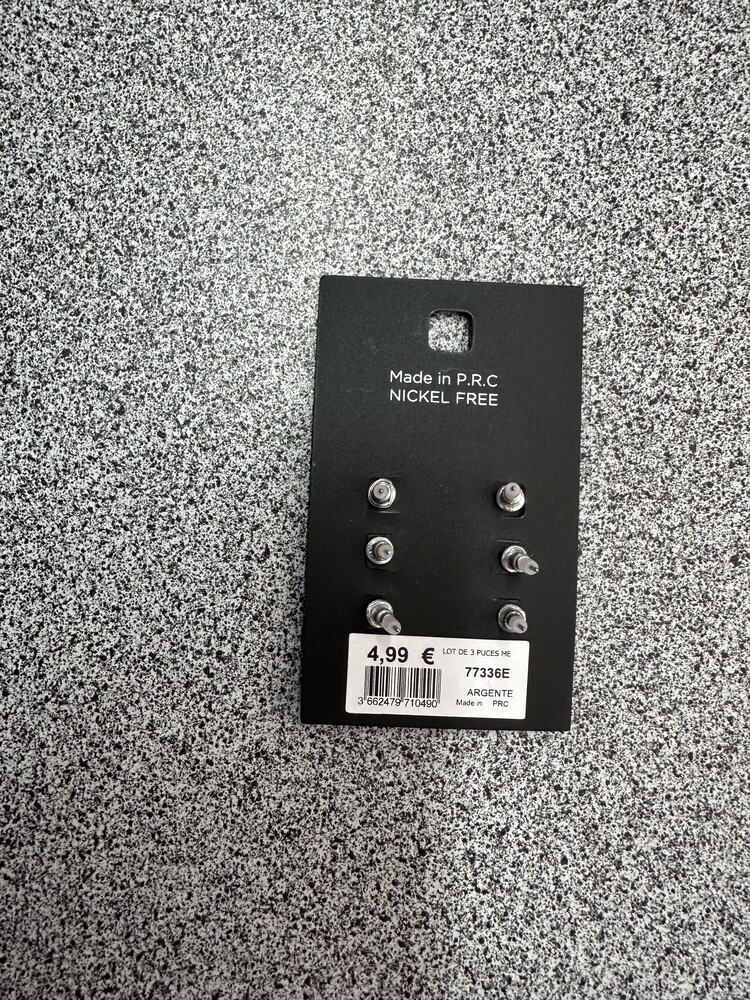 Made in P.R.C
NICKEL FREE
4,99 € LOT DE 3 PUCES ME
77336E
ARGENTE
3 662479 710490 Made in PRC